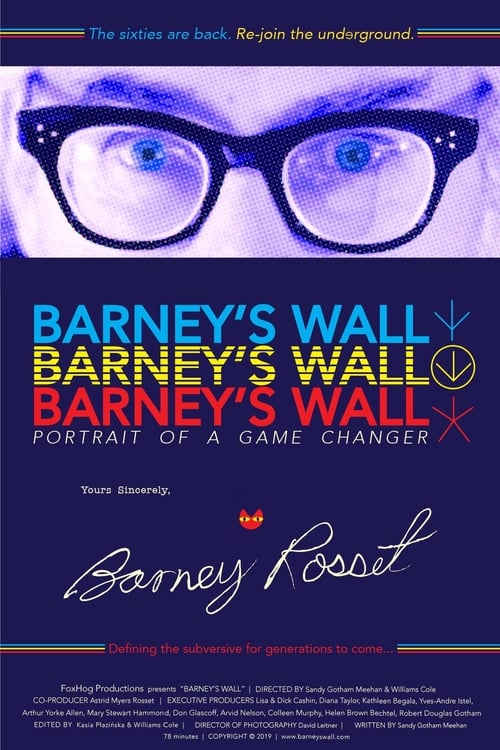 The sixties are back. Re-join the undərground.
BARNEY'S WALL
BARNEY'S WALL
BARNEY'S WALL
PORTRAIT OF A GAME CHANGER
Yours Sincerely,
Barney Rosset
Defining the subversive for generations to come...
FoxHog Productions presents "BARNEY'S WALL" | DIRECTED BY Sandy Gotham Meehan & Williams Cole
CO-PRODUCER Astrid Myers Rosset | EXECUTIVE PRODUCERS Lisa & Dick Cashin, Diana Taylor, Kathleen Begala, Yves-Andre Istel,
Arthur Yorke Allen, Mary Stewart Hammond, Don Glascoff, Arvid Nelson, Colleen Murphy, Helen Brown Bechtel, Robert Douglas Gotham
EDITED BY Kasia Płazińska & Williams Cole | DIRECTOR OF PHOTOGRAPHY David Leitner | WRITTEN BY Sandy Gotham Meehan
78 minutes | COPYRIGHT © 2019 | www.barneyswall.com